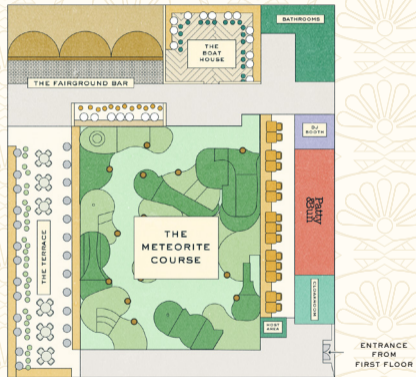 BATHROOMS
THE
BOAT
HOUSE
THE FAIRGROUND BAR
DJ
BOOTH
Patty
&Bun
THE TERRACE
THE
METEORITE
COURSE
CLOAKROOM
HOST
AREA
ENTRANCE
FROM
FIRST FLOOR